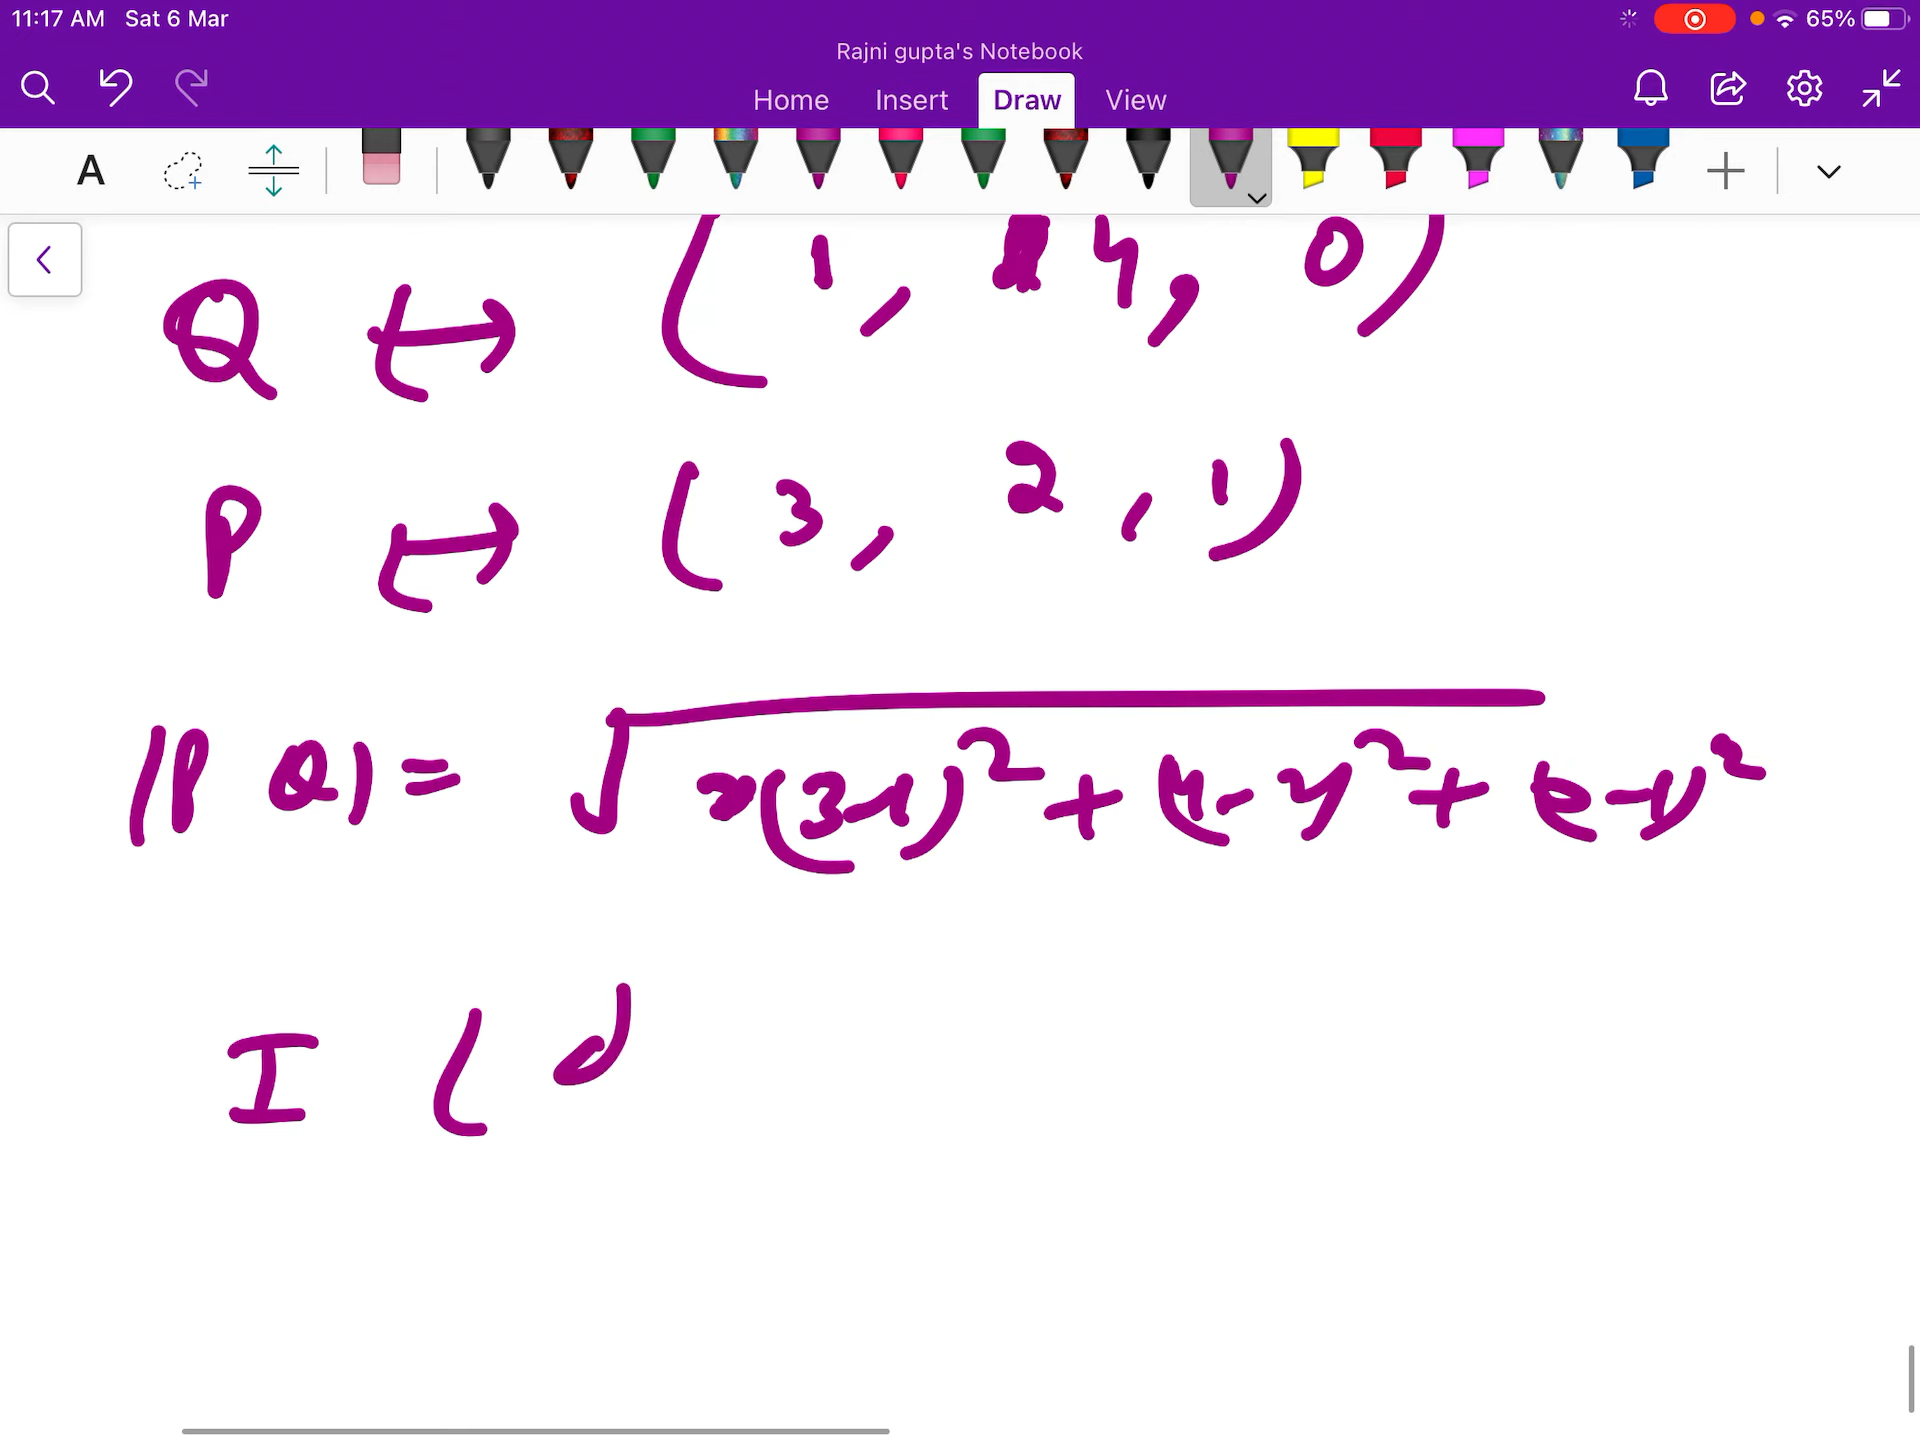 11:17 AM Sat 6 Mar 65%
Rajni gupta's Notebook
Home Insert Draw View
A
Q ↔ (1, 4, 0)
P ↔ (3, 2, 1)
|PQ| = √x(3-1)² + (4-2)² + (2-1)²
I (